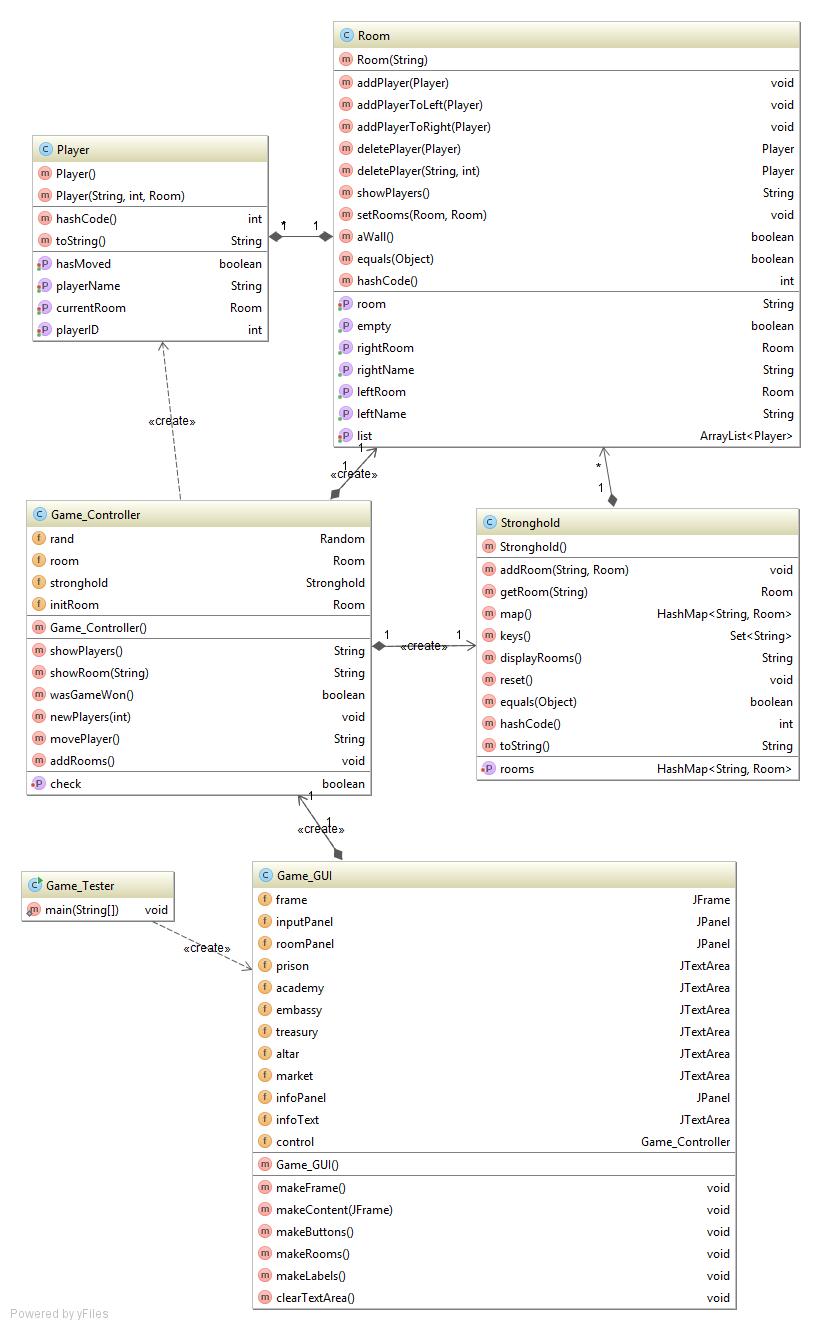 Room
Room(String)
addPlayer(Player) void
addPlayerToLeft(Player) void
addPlayerToRight(Player) void
deletePlayer(Player) Player
deletePlayer(String, int) Player
showPlayers() String
setRooms(Room, Room) void
aWall() boolean
equals(Object) boolean
hashCode() int
room String
empty boolean
rightRoom Room
rightName String
leftRoom Room
leftName String
list ArrayList<Player>
Player
Player()
Player(String, int, Room)
hashCode() int
toString() String
hasMoved boolean
playerName String
currentRoom Room
playerID int
1 1
«create»
1
1
«create»
*
1
Game_Controller
rand Random
room Room
stronghold Stronghold
initRoom Room
Game_Controller()
showPlayers() String
showRoom(String) String
wasGameWon() boolean
newPlayers(int) void
movePlayer() String
addRooms() void
check boolean
1 «create» 1
Stronghold
Stronghold()
addRoom(String, Room) void
getRoom(String) Room
map() HashMap<String, Room>
keys() Set<String>
displayRooms() String
reset() void
equals(Object) boolean
hashCode() int
toString() String
rooms HashMap<String, Room>
1
1
«create»
Game_Tester
main(String[]) void
«create»
Game_GUI
frame JFrame
inputPanel JPanel
roomPanel JPanel
prison JTextArea
academy JTextArea
embassy JTextArea
treasury JTextArea
altar JTextArea
market JTextArea
infoPanel JPanel
infoText JTextArea
control Game_Controller
Game_GUI()
makeFrame() void
makeContent(JFrame) void
makeButtons() void
makeRooms() void
makeLabels() void
clearTextArea() void
Powered by yFiles